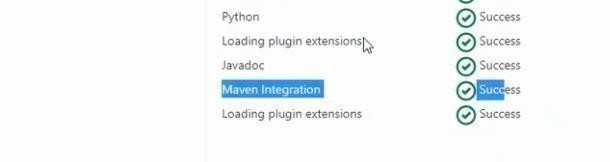 Python Success
Loading plugin extensions Success
Javadoc Success
Maven Integration Success
Loading plugin extensions Success